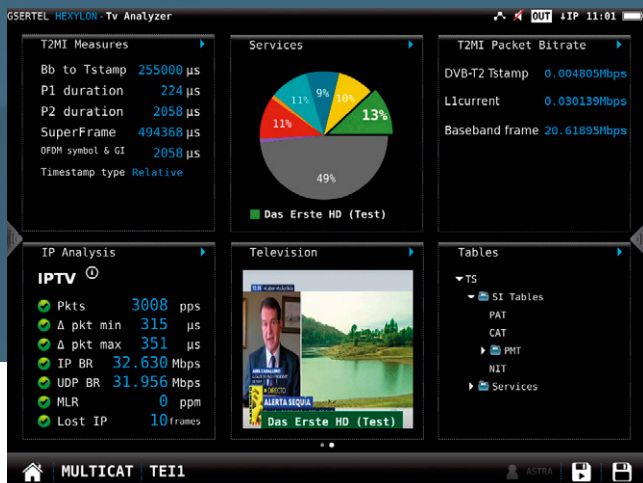 GSERTEL HEXYLON - Tv Analyzer OUT ↓IP 11:01
T2MI Measures
Bb to Tstamp 255000 µs
P1 duration 224 µs
P2 duration 2058 µs
SuperFrame 494368 µs
OFDM symbol & GI 2058 µs
Timestamp type Relative
Services
9%
10%
11%
13%
11%
49%
Das Erste HD (Test)
T2MI Packet Bitrate
DVB-T2 Tstamp 0.004805Mbps
L1current 0.030139Mbps
Baseband frame 20.61895Mbps
IP Analysis
IPTV
Pkts 3008 pps
Δ pkt min 315 µs
Δ pkt max 351 µs
IP BR 32.630 Mbps
UDP BR 31.956 Mbps
MLR 0 ppm
Lost IP 10 frames
Television
ABEL CABALLERO
DIRECTO
ALERTA SEQUÍA
Das Erste HD (Test)
Tables
TS
SI Tables
PAT
CAT
PMT
NIT
Services
MULTICAT TEI1 ASTRA